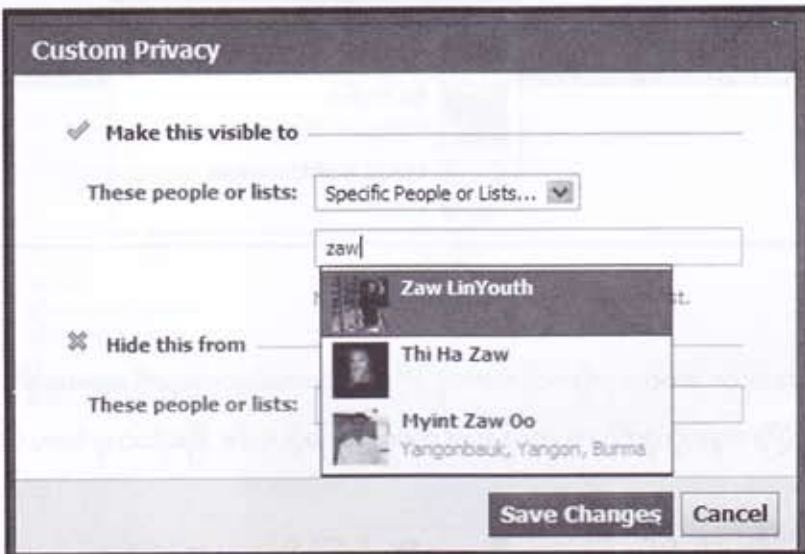 Custom Privacy
Make this visible to
These people or lists: Specific People or Lists...
zaw
Zaw LinYouth
st.
Hide this from
Thi Ha Zaw
These people or lists:
Myint Zaw Oo
Yangonbauk, Yangon, Burma
Save Changes Cancel